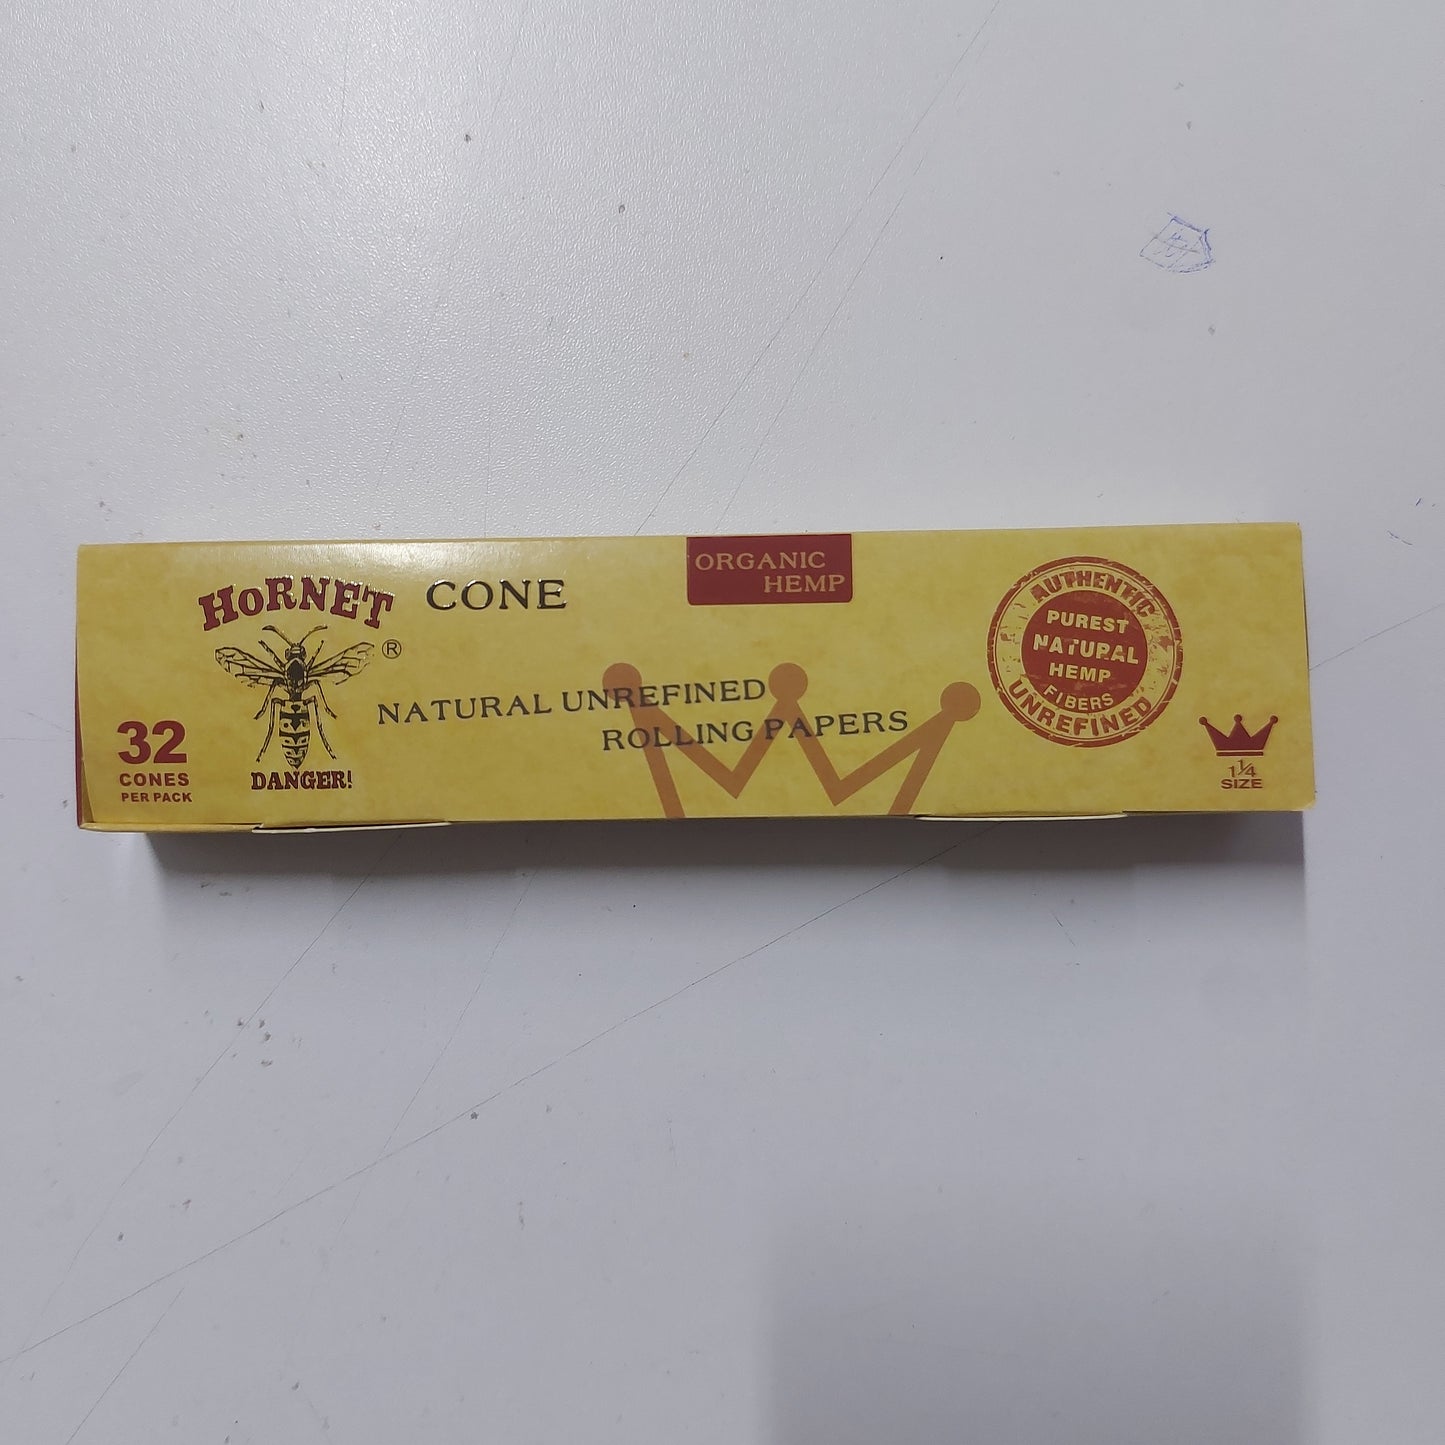 HoRNET
®
DANGER!
CONE
ORGANIC
HEMP
NATURAL UNREFINED
ROLLING PAPERS
32
CONES
PER PACK
AUTHENTIC
PUREST
NATURAL
HEMP
FIBERS
UNREFINED
1¼
SIZE